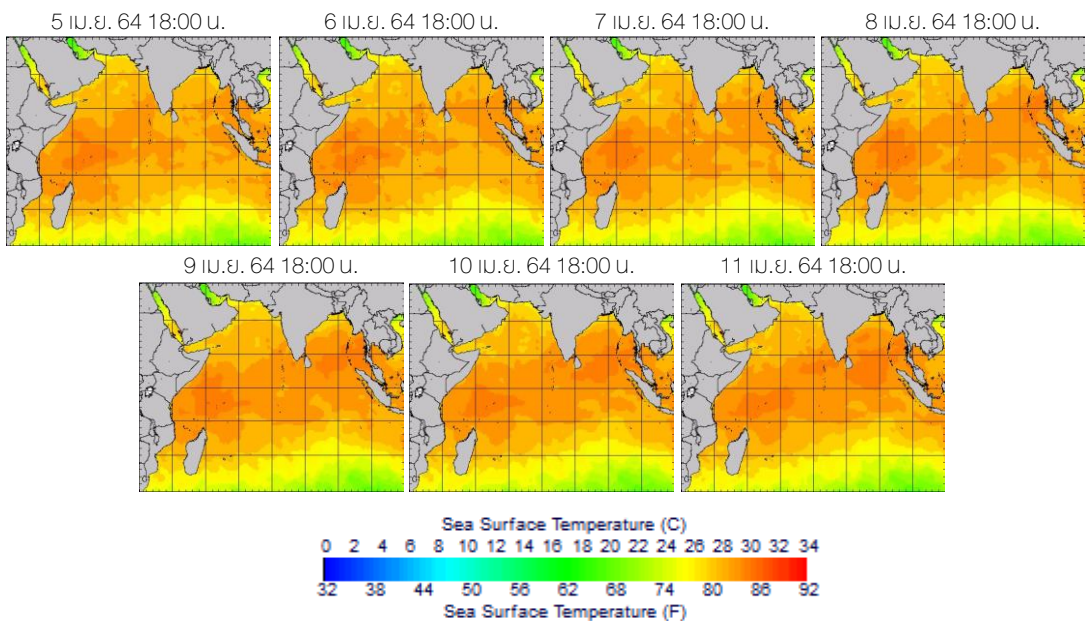 5 เม.ย. 64 18:00 น.
6 เม.ย. 64 18:00 น.
7 เม.ย. 64 18:00 น.
8 เม.ย. 64 18:00 น.
9 เม.ย. 64 18:00 น.
10 เม.ย. 64 18:00 น.
11 เม.ย. 64 18:00 น.
Sea Surface Temperature (C)
0 2 4 6 8 10 12 14 16 18 20 22 24 26 28 30 32 34
32 38 44 50 56 62 68 74 80 86 92
Sea Surface Temperature (F)